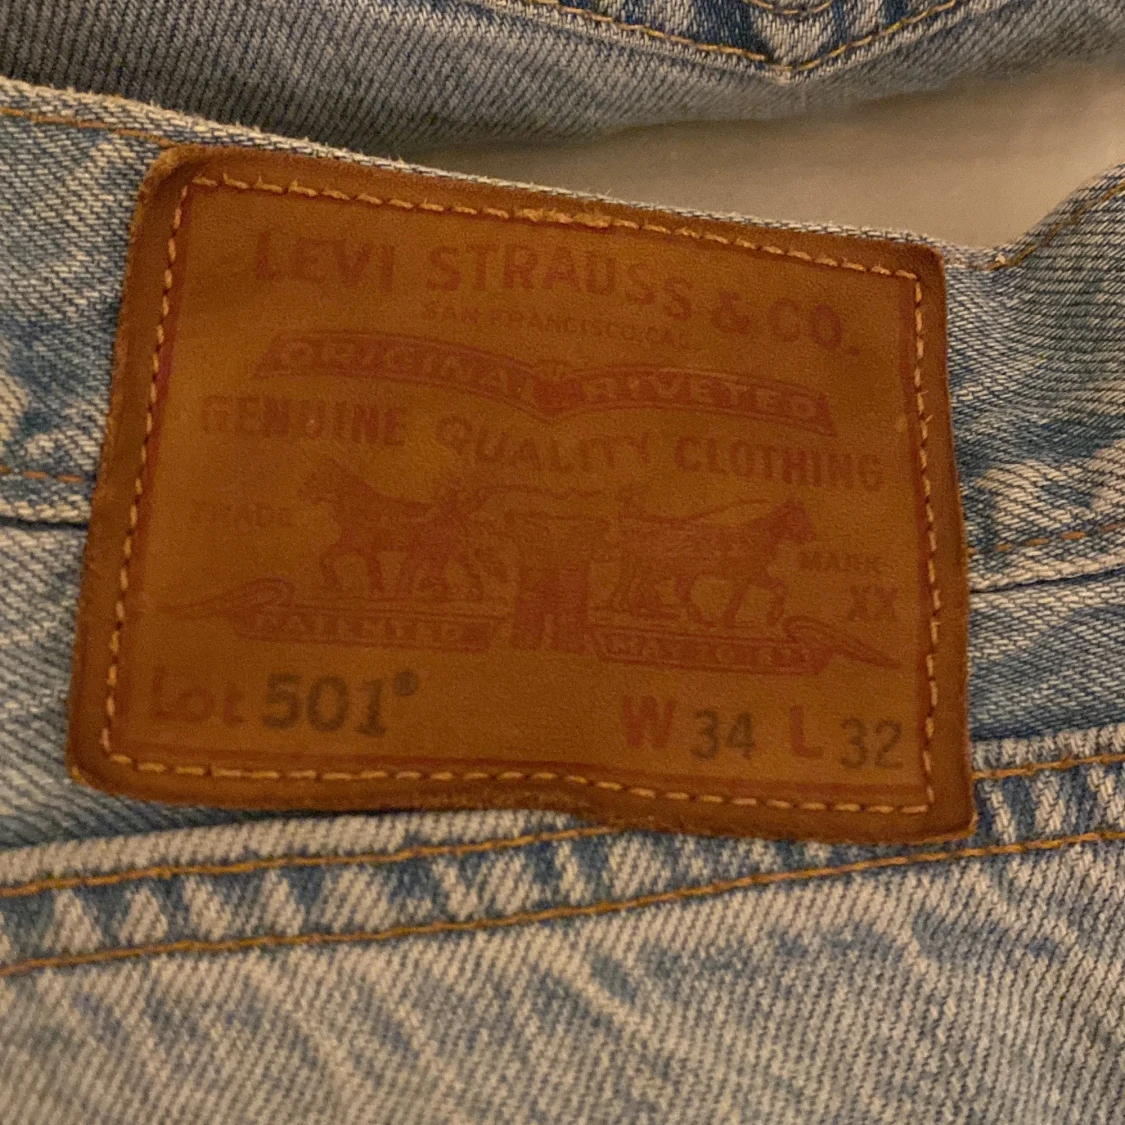 LEVI STRAUSS & CO.
SAN FRANCISCO, CAL.
ORIGINAL RIVETED
GENUINE QUALITY CLOTHING
TRADE MARK
XX
PATENTED MAY 20 1873
Lot 501® W 34 L 32